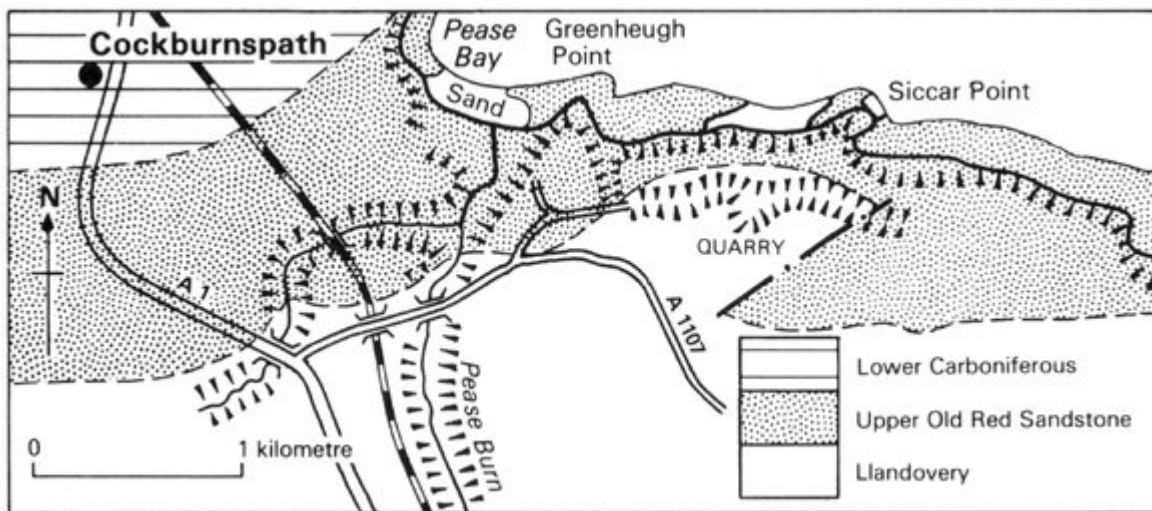 Cockburnspath
Pease
Bay
Greenheugh
Point
Sand
Siccar Point
N
QUARRY
A 1
A 1107
Pease Burn
0
1 kilometre
Lower Carboniferous
Upper Old Red Sandstone
Llandovery